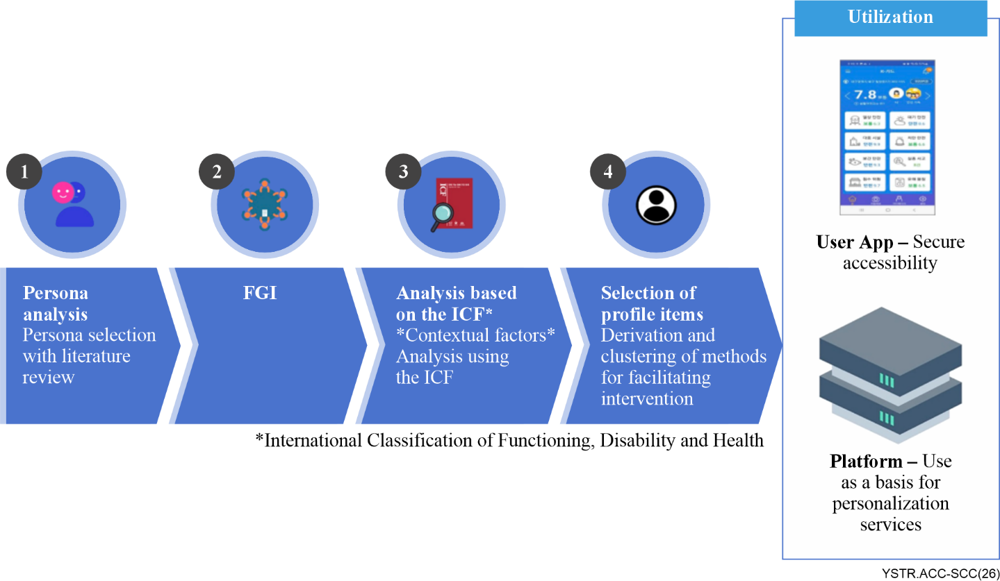 Utilization
1
2
3
4
ICF
7.8
User App – Secure
accessibility
Persona
analysis
Persona selection
with literature
review
FGI
Analysis based
on the ICF*
*Contextual factors*
Analysis using
the ICF
Selection of
profile items
Derivation and
clustering of methods
for facilitating
intervention
*International Classification of Functioning, Disability and Health
Platform – Use
as a basis for
personalization
services
YSTR.ACC-SCC(26)